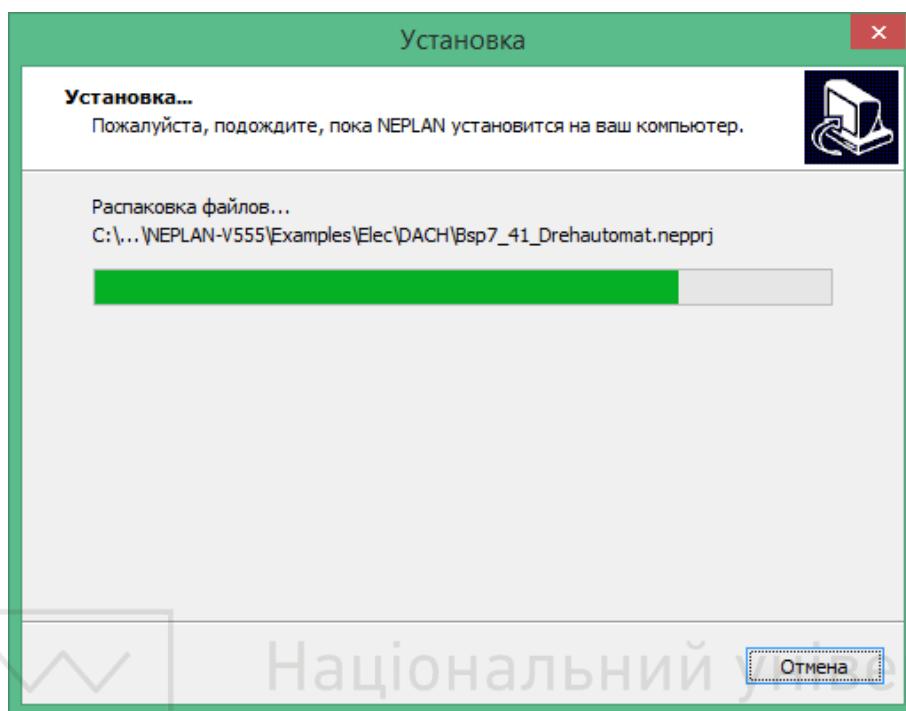 Установка
Установка...
Пожалуйста, подождите, пока NEPLAN установится на ваш компьютер.
Распаковка файлов...
C:\...\NEPLAN-V555\Examples\Elec\DACH\Bsp7_41_Drehautomat.nepprj
Національний уніве
Отмена